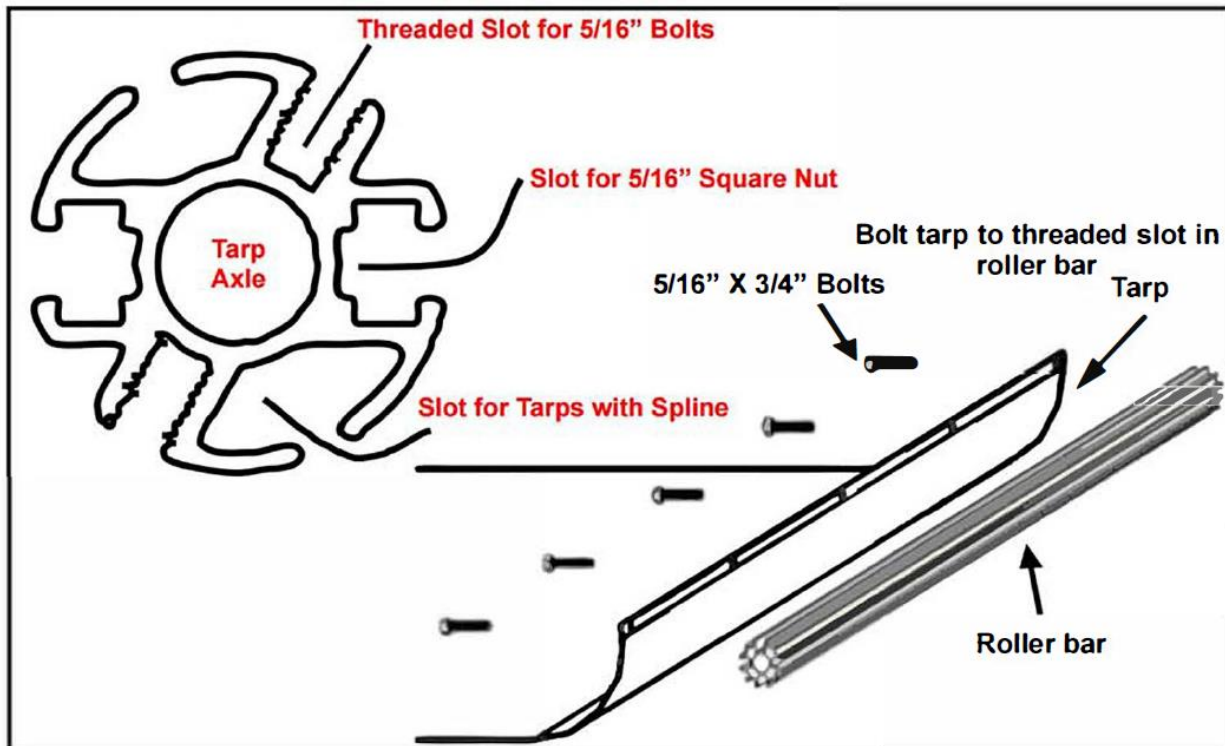 Threaded Slot for 5/16” Bolts
Slot for 5/16” Square Nut
Tarp
Axle
Slot for Tarps with Spline
Bolt tarp to threaded slot in
roller bar
5/16” X 3/4” Bolts
Tarp
Roller bar